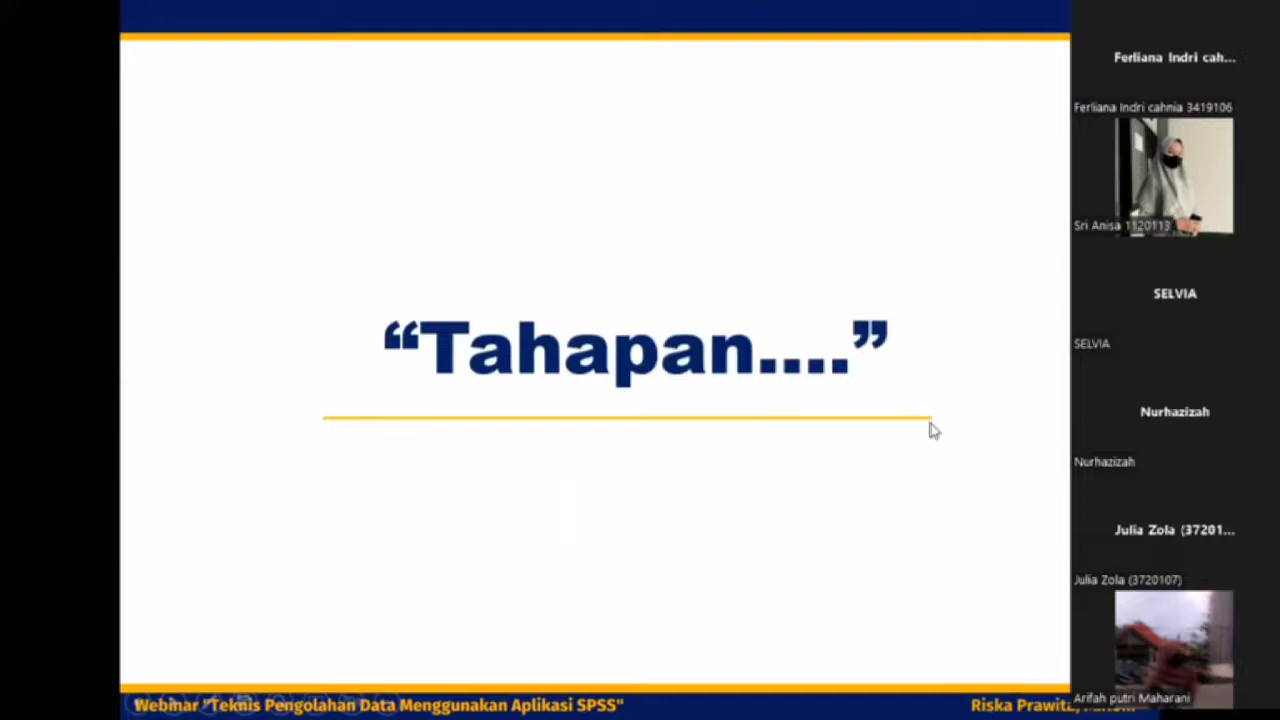 “Tahapan....”
Webinar "Teknis Pengolahan Data Menggunakan Aplikasi SPSS"
Riska Prawita,
Ferliana Indri cah...
Ferliana Indri cahnia 3419106
Sri Anisa 1120113
SELVIA
SELVIA
Nurhazizah
Nurhazizah
Julia Zola (37201...
Julia Zola (3720107)
Arifah putri Maharani